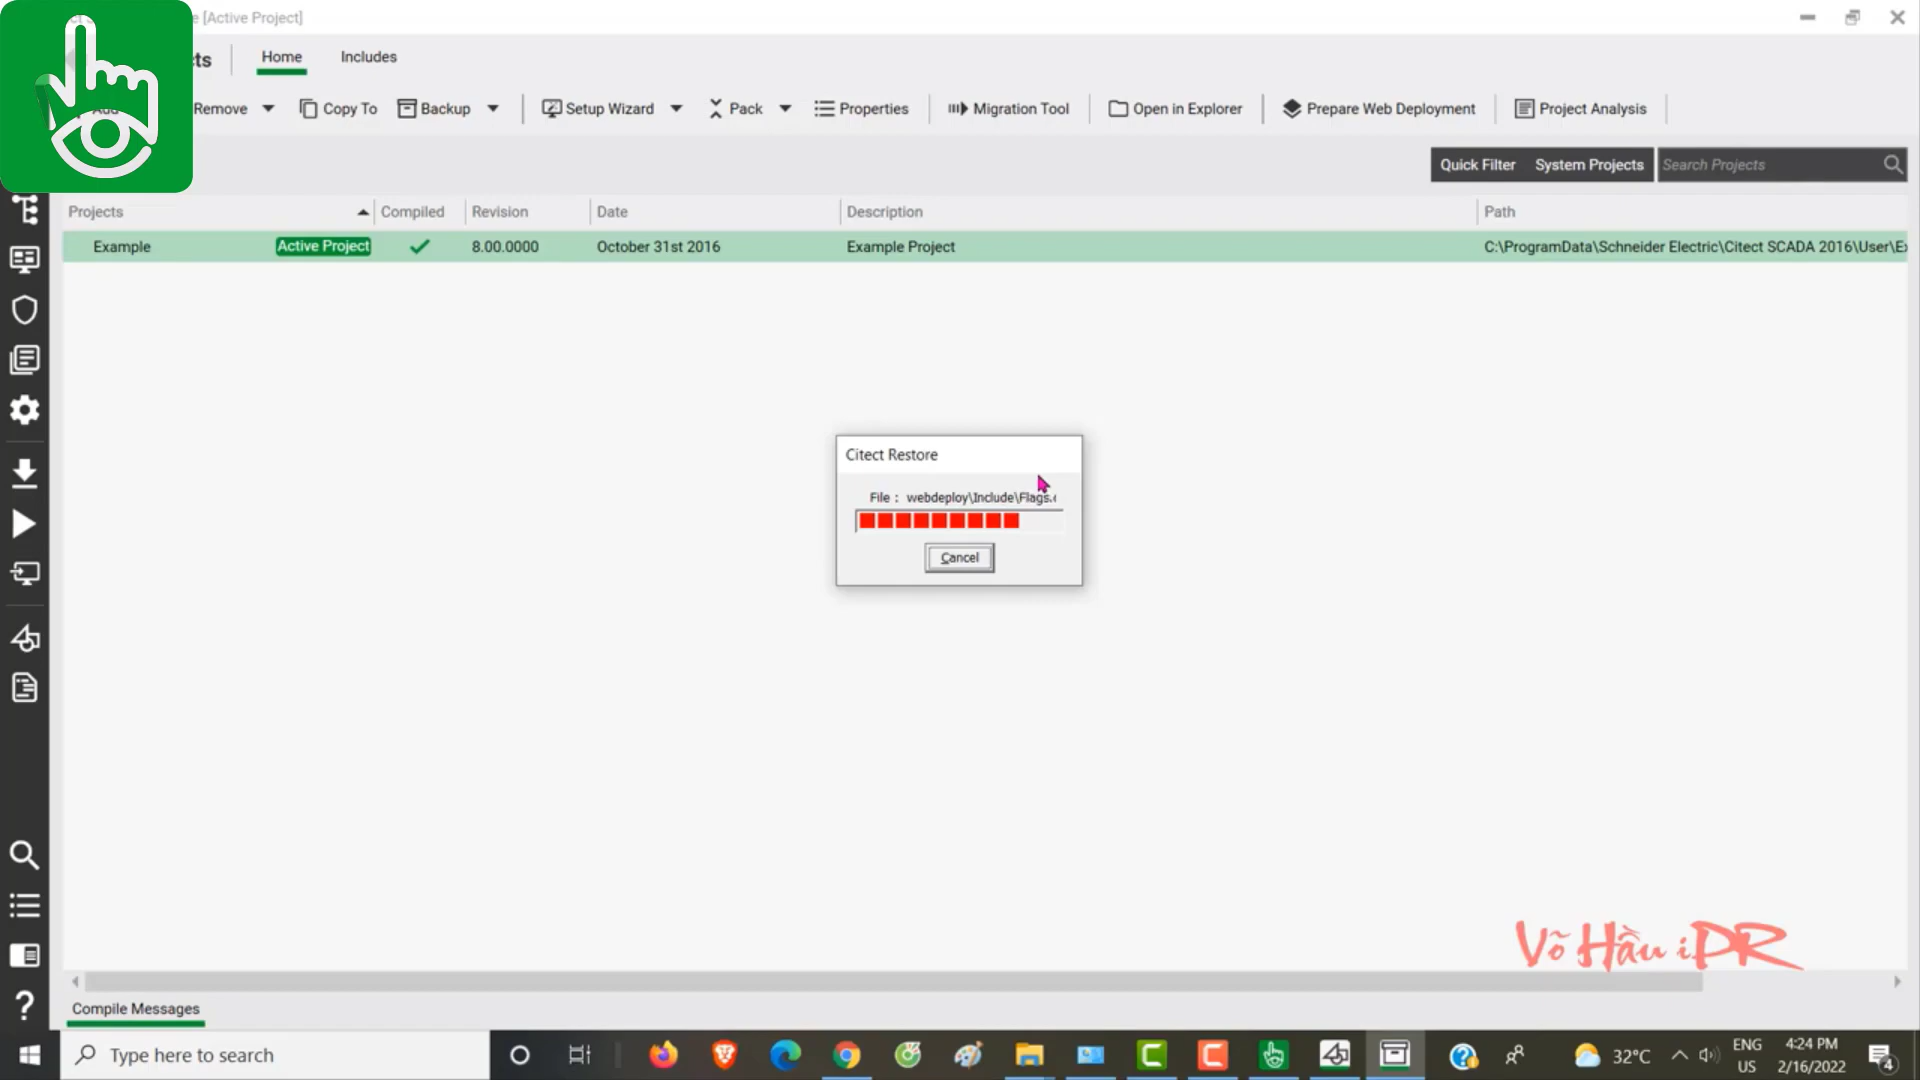 e [Active Project]
cts
Home
Includes
Add
Remove
Copy To
Backup
Setup Wizard
Pack
Properties
Migration Tool
Open in Explorer
Prepare Web Deployment
Project Analysis
Quick Filter
System Projects
Search Projects
Projects
Compiled
Revision
Date
Description
Path
Example
Active Project
8.00.0000
October 31st 2016
Example Project
C:\ProgramData\Schneider Electric\Citect SCADA 2016\User\Ex
Citect Restore
File : webdeploy\Include\Flags.c
Cancel
Võ Hầu iPR
Compile Messages
Type here to search
32°C
ENG
US
4:24 PM
2/16/2022
4